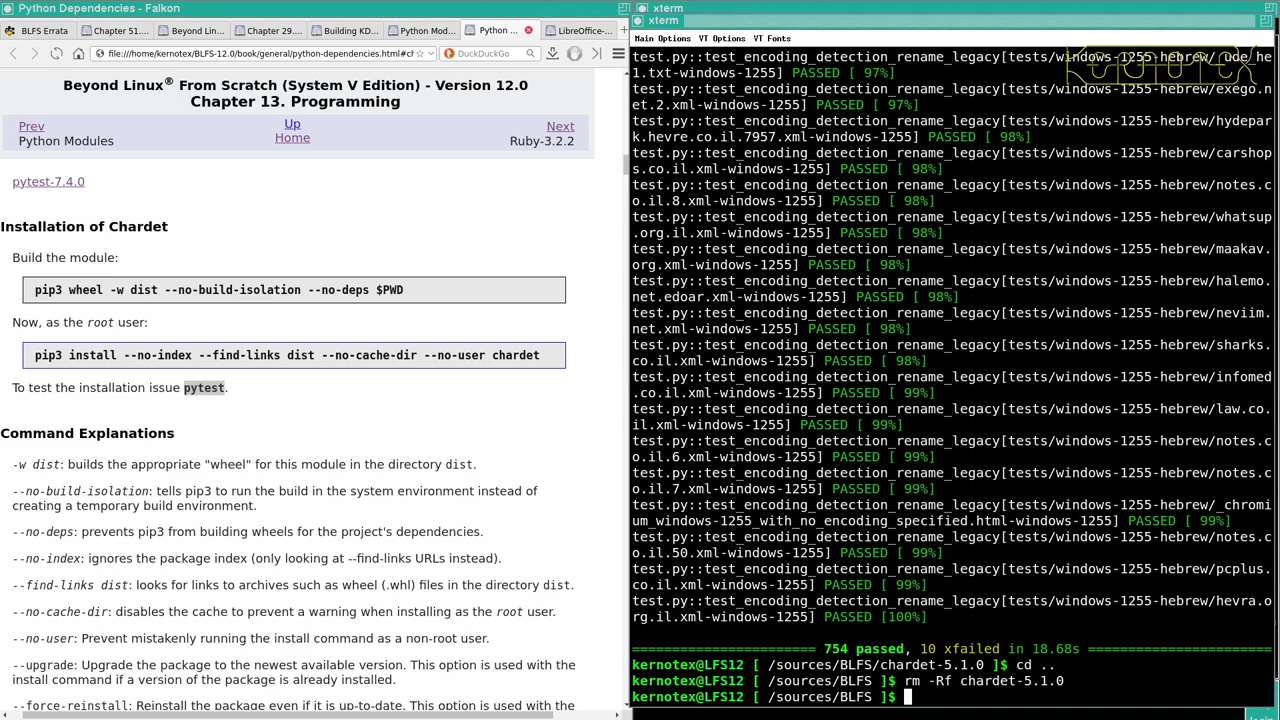 Python Dependencies - Falkon
BLFS Errata
Chapter 51....
Beyond Lin...
Chapter 29....
Building KD...
Python Mod...
Python ...
LibreOffice-...
file:///home/kernotex/BLFS-12.0/book/general/python-dependencies.html#ch
DuckDuckGo
Beyond Linux® From Scratch (System V Edition) - Version 12.0
Chapter 13. Programming
Prev
Up
Next
Python Modules
Home
Ruby-3.2.2
pytest-7.4.0
Installation of Chardet
Build the module:
pip3 wheel -w dist --no-build-isolation --no-deps $PWD
Now, as the root user:
pip3 install --no-index --find-links dist --no-cache-dir --no-user chardet
To test the installation issue pytest.
Command Explanations
-w dist: builds the appropriate "wheel" for this module in the directory dist.
--no-build-isolation: tells pip3 to run the build in the system environment instead of
creating a temporary build environment.
--no-deps: prevents pip3 from building wheels for the project's dependencies.
--no-index: ignores the package index (only looking at --find-links URLs instead).
--find-links dist: looks for links to archives such as wheel (.whl) files in the directory dist.
--no-cache-dir: disables the cache to prevent a warning when installing as the root user.
--no-user: Prevent mistakenly running the install command as a non-root user.
--upgrade: Upgrade the package to the newest available version. This option is used with the
install command if a version of the package is already installed.
--force-reinstall: Reinstall the package even if it is up-to-date. This option is used with the
xterm
xterm
Main Options VT Options VT Fonts
test.py::test_encoding_detection_rename_legacy[tests/windows-1255-hebrew/_ude_he
1.txt-windows-1255] PASSED [ 97%]
test.py::test_encoding_detection_rename_legacy[tests/windows-1255-hebrew/exego.n
et.2.xml-windows-1255] PASSED [ 97%]
test.py::test_encoding_detection_rename_legacy[tests/windows-1255-hebrew/hydepar
k.hevre.co.il.7957.xml-windows-1255] PASSED [ 98%]
test.py::test_encoding_detection_rename_legacy[tests/windows-1255-hebrew/carshop
s.co.il.xml-windows-1255] PASSED [ 98%]
test.py::test_encoding_detection_rename_legacy[tests/windows-1255-hebrew/notes.c
o.il.8.xml-windows-1255] PASSED [ 98%]
test.py::test_encoding_detection_rename_legacy[tests/windows-1255-hebrew/whatsup
.org.il.xml-windows-1255] PASSED [ 98%]
test.py::test_encoding_detection_rename_legacy[tests/windows-1255-hebrew/maakav.
org.xml-windows-1255] PASSED [ 98%]
test.py::test_encoding_detection_rename_legacy[tests/windows-1255-hebrew/halemo.
net.edoar.xml-windows-1255] PASSED [ 98%]
test.py::test_encoding_detection_rename_legacy[tests/windows-1255-hebrew/neviim.
net.xml-windows-1255] PASSED [ 98%]
test.py::test_encoding_detection_rename_legacy[tests/windows-1255-hebrew/sharks.
co.il.xml-windows-1255] PASSED [ 98%]
test.py::test_encoding_detection_rename_legacy[tests/windows-1255-hebrew/infomed
.co.il.xml-windows-1255] PASSED [ 99%]
test.py::test_encoding_detection_rename_legacy[tests/windows-1255-hebrew/law.co.
il.xml-windows-1255] PASSED [ 99%]
test.py::test_encoding_detection_rename_legacy[tests/windows-1255-hebrew/notes.c
o.il.6.xml-windows-1255] PASSED [ 99%]
test.py::test_encoding_detection_rename_legacy[tests/windows-1255-hebrew/notes.c
o.il.7.xml-windows-1255] PASSED [ 99%]
test.py::test_encoding_detection_rename_legacy[tests/windows-1255-hebrew/_chromi
um_windows-1255_with_no_encoding_specified.html-windows-1255] PASSED [ 99%]
test.py::test_encoding_detection_rename_legacy[tests/windows-1255-hebrew/notes.c
o.il.50.xml-windows-1255] PASSED [ 99%]
test.py::test_encoding_detection_rename_legacy[tests/windows-1255-hebrew/pcplus.
co.il.xml-windows-1255] PASSED [ 99%]
test.py::test_encoding_detection_rename_legacy[tests/windows-1255-hebrew/hevra.o
rg.il.xml-windows-1255] PASSED [100%]
======================= 754 passed, 10 xfailed in 18.68s =======================
kernotex@LFS12 [ /sources/BLFS/chardet-5.1.0 ]$ cd ..
kernotex@LFS12 [ /sources/BLFS ]$ rm -Rf chardet-5.1.0
kernotex@LFS12 [ /sources/BLFS ]$